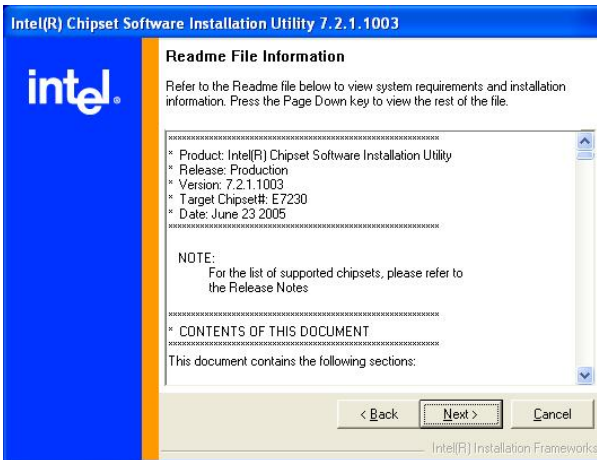 Intel(R) Chipset Software Installation Utility 7.2.1.1003
intel.
Readme File Information
Refer to the Readme file below to view system requirements and installation
information. Press the Page Down key to view the rest of the file.
************************************************************
* Product: Intel(R) Chipset Software Installation Utility
* Release: Production
* Version: 7.2.1.1003
* Target Chipset#: E7230
* Date: June 23 2005
************************************************************
NOTE:
For the list of supported chipsets, please refer to
the Release Notes
************************************************************
* CONTENTS OF THIS DOCUMENT
************************************************************
This document contains the following sections:
< Back
Next >
Cancel
Intel(R) Installation Frameworks